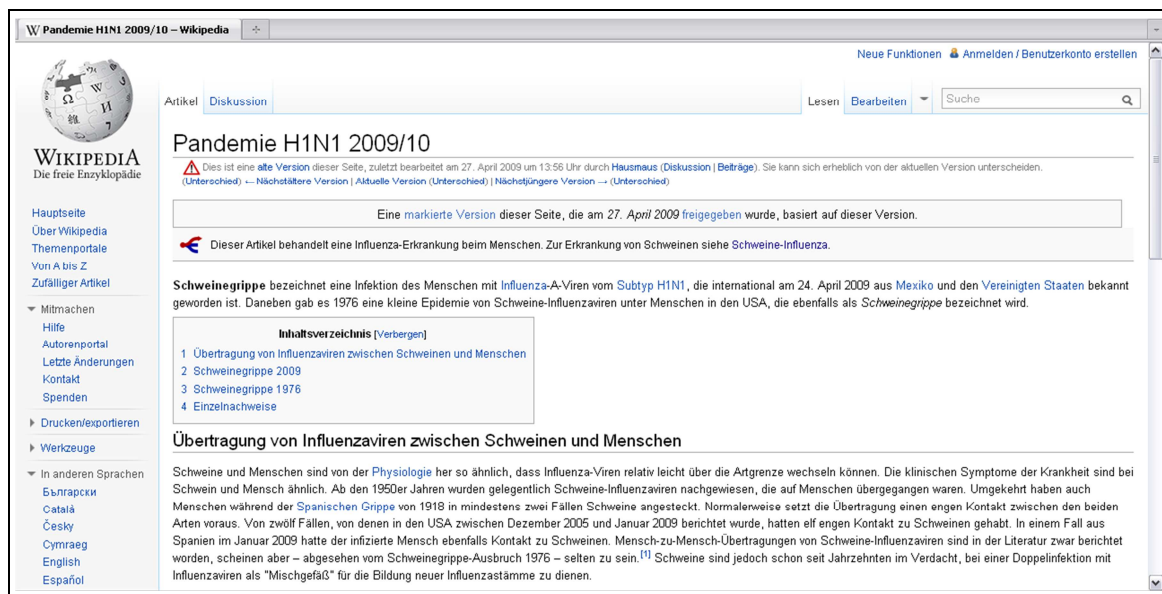 Pandemie H1N1 2009/10 – Wikipedia
Neue Funktionen Anmelden / Benutzerkonto erstellen
Artikel Diskussion Lesen Bearbeiten Suche
WIKIPEDIA
Die freie Enzyklopädie
Hauptseite
Über Wikipedia
Themenportale
Von A bis Z
Zufälliger Artikel
Mitmachen
Hilfe
Autorenportal
Letzte Änderungen
Kontakt
Spenden
Drucken/exportieren
Werkzeuge
In anderen Sprachen
Български
Català
Česky
Cymraeg
English
Español
Pandemie H1N1 2009/10
Dies ist eine alte Version dieser Seite, zuletzt bearbeitet am 27. April 2009 um 13:56 Uhr durch Hausmaus (Diskussion | Beiträge). Sie kann sich erheblich von der aktuellen Version unterscheiden.
(Unterschied) ← Nächstältere Version | Aktuelle Version (Unterschied) | Nächstjüngere Version → (Unterschied)
Eine markierte Version dieser Seite, die am 27. April 2009 freigegeben wurde, basiert auf dieser Version.
Dieser Artikel behandelt eine Influenza-Erkrankung beim Menschen. Zur Erkrankung von Schweinen siehe Schweine-Influenza.
Schweinegrippe bezeichnet eine Infektion des Menschen mit Influenza-A-Viren vom Subtyp H1N1, die international am 24. April 2009 aus Mexiko und den Vereinigten Staaten bekannt
geworden ist. Daneben gab es 1976 eine kleine Epidemie von Schweine-Influenzaviren unter Menschen in den USA, die ebenfalls als Schweinegrippe bezeichnet wird.
Inhaltsverzeichnis [Verbergen]
1 Übertragung von Influenzaviren zwischen Schweinen und Menschen
2 Schweinegrippe 2009
3 Schweinegrippe 1976
4 Einzelnachweise
Übertragung von Influenzaviren zwischen Schweinen und Menschen
Schweine und Menschen sind von der Physiologie her so ähnlich, dass Influenza-Viren relativ leicht über die Artgrenze wechseln können. Die klinischen Symptome der Krankheit sind bei
Schwein und Mensch ähnlich. Ab den 1950er Jahren wurden gelegentlich Schweine-Influenzaviren nachgewiesen, die auf Menschen übergegangen waren. Umgekehrt haben auch
Menschen während der Spanischen Grippe von 1918 in mindestens zwei Fällen Schweine angesteckt. Normalerweise setzt die Übertragung einen engen Kontakt zwischen den beiden
Arten voraus. Von zwölf Fällen, von denen in den USA zwischen Dezember 2005 und Januar 2009 berichtet wurde, hatten elf engen Kontakt zu Schweinen gehabt. In einem Fall aus
Spanien im Januar 2009 hatte der infizierte Mensch ebenfalls Kontakt zu Schweinen. Mensch-zu-Mensch-Übertragungen von Schweine-Influenzaviren sind in der Literatur zwar berichtet
worden, scheinen aber – abgesehen vom Schweinegrippe-Ausbruch 1976 – selten zu sein.[1] Schweine sind jedoch schon seit Jahrzehnten im Verdacht, bei einer Doppelinfektion mit
Influenzaviren als "Mischgefäß" für die Bildung neuer Influenzastämme zu dienen.